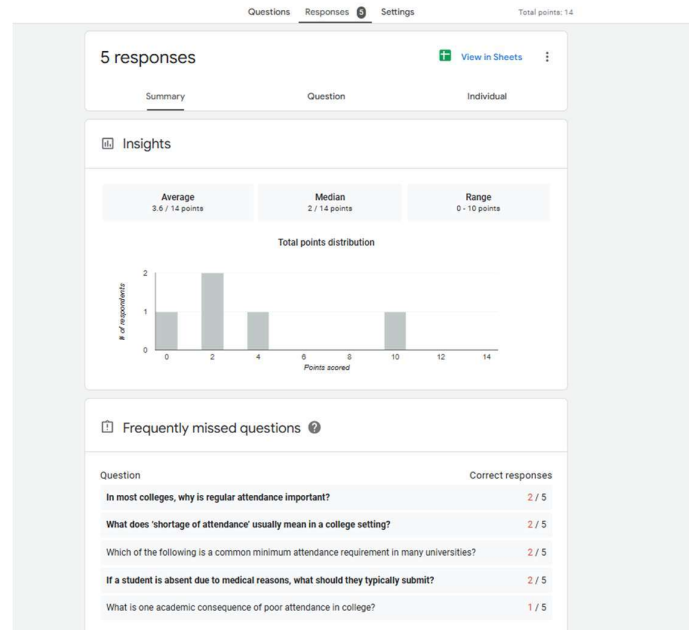 Questions Responses 5 Settings Total points: 14
5 responses View in Sheets
Summary Question Individual
Insights
Average Median Range
3.6 / 14 points 2 / 14 points 0 - 10 points
Total points distribution
# of respondents
2
1
0
0 2 4 6 8 10 12 14
Points scored
Frequently missed questions ?
Question Correct responses
In most colleges, why is regular attendance important? 2 / 5
What does 'shortage of attendance' usually mean in a college setting? 2 / 5
Which of the following is a common minimum attendance requirement in many universities? 2 / 5
If a student is absent due to medical reasons, what should they typically submit? 2 / 5
What is one academic consequence of poor attendance in college? 1 / 5